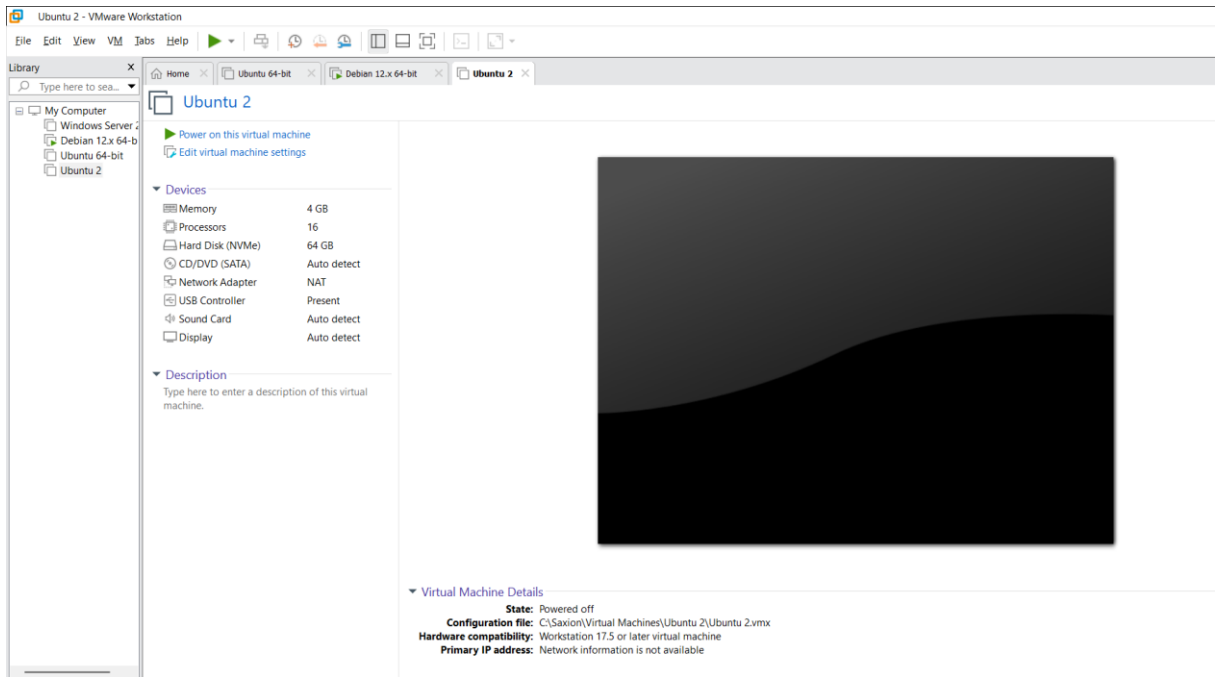 Ubuntu 2 - VMware Workstation
File Edit View VM Tabs Help
Library X
Type here to sea...
My Computer
Windows Server 2
Debian 12.x 64-b
Ubuntu 64-bit
Ubuntu 2
Home Ubuntu 64-bit Debian 12.x 64-bit Ubuntu 2
Ubuntu 2
Power on this virtual machine
Edit virtual machine settings
Devices
Memory 4 GB
Processors 16
Hard Disk (NVMe) 64 GB
CD/DVD (SATA) Auto detect
Network Adapter NAT
USB Controller Present
Sound Card Auto detect
Display Auto detect
Description
Type here to enter a description of this virtual
machine.
Virtual Machine Details
State: Powered off
Configuration file: C:\Saxion\Virtual Machines\Ubuntu 2\Ubuntu 2.vmx
Hardware compatibility: Workstation 17.5 or later virtual machine
Primary IP address: Network information is not available